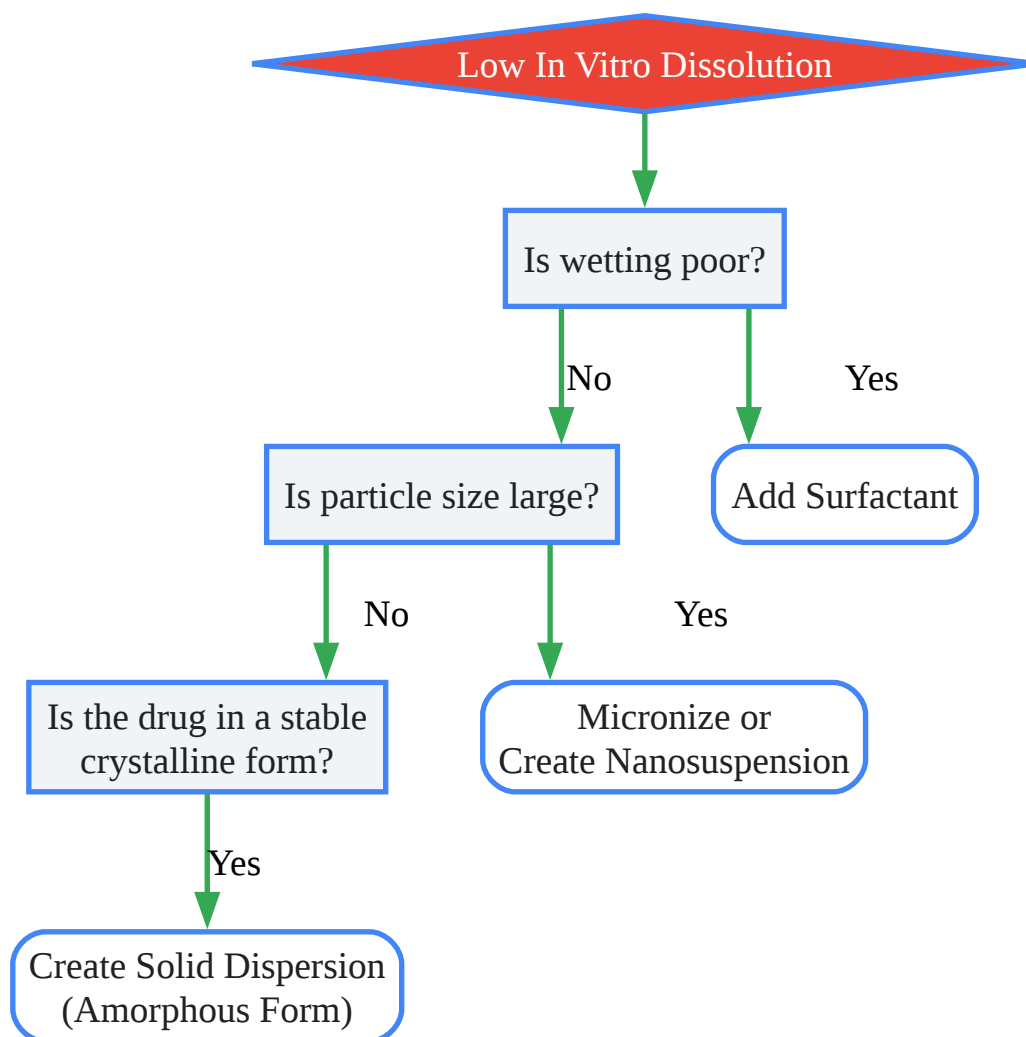 Low In Vitro Dissolution
Is wetting poor?
No
Yes
Is particle size large?
Add Surfactant
No
Yes
Is the drug in a stable
crystalline form?
Micronize or
Create Nanosuspension
Yes
Create Solid Dispersion
(Amorphous Form)